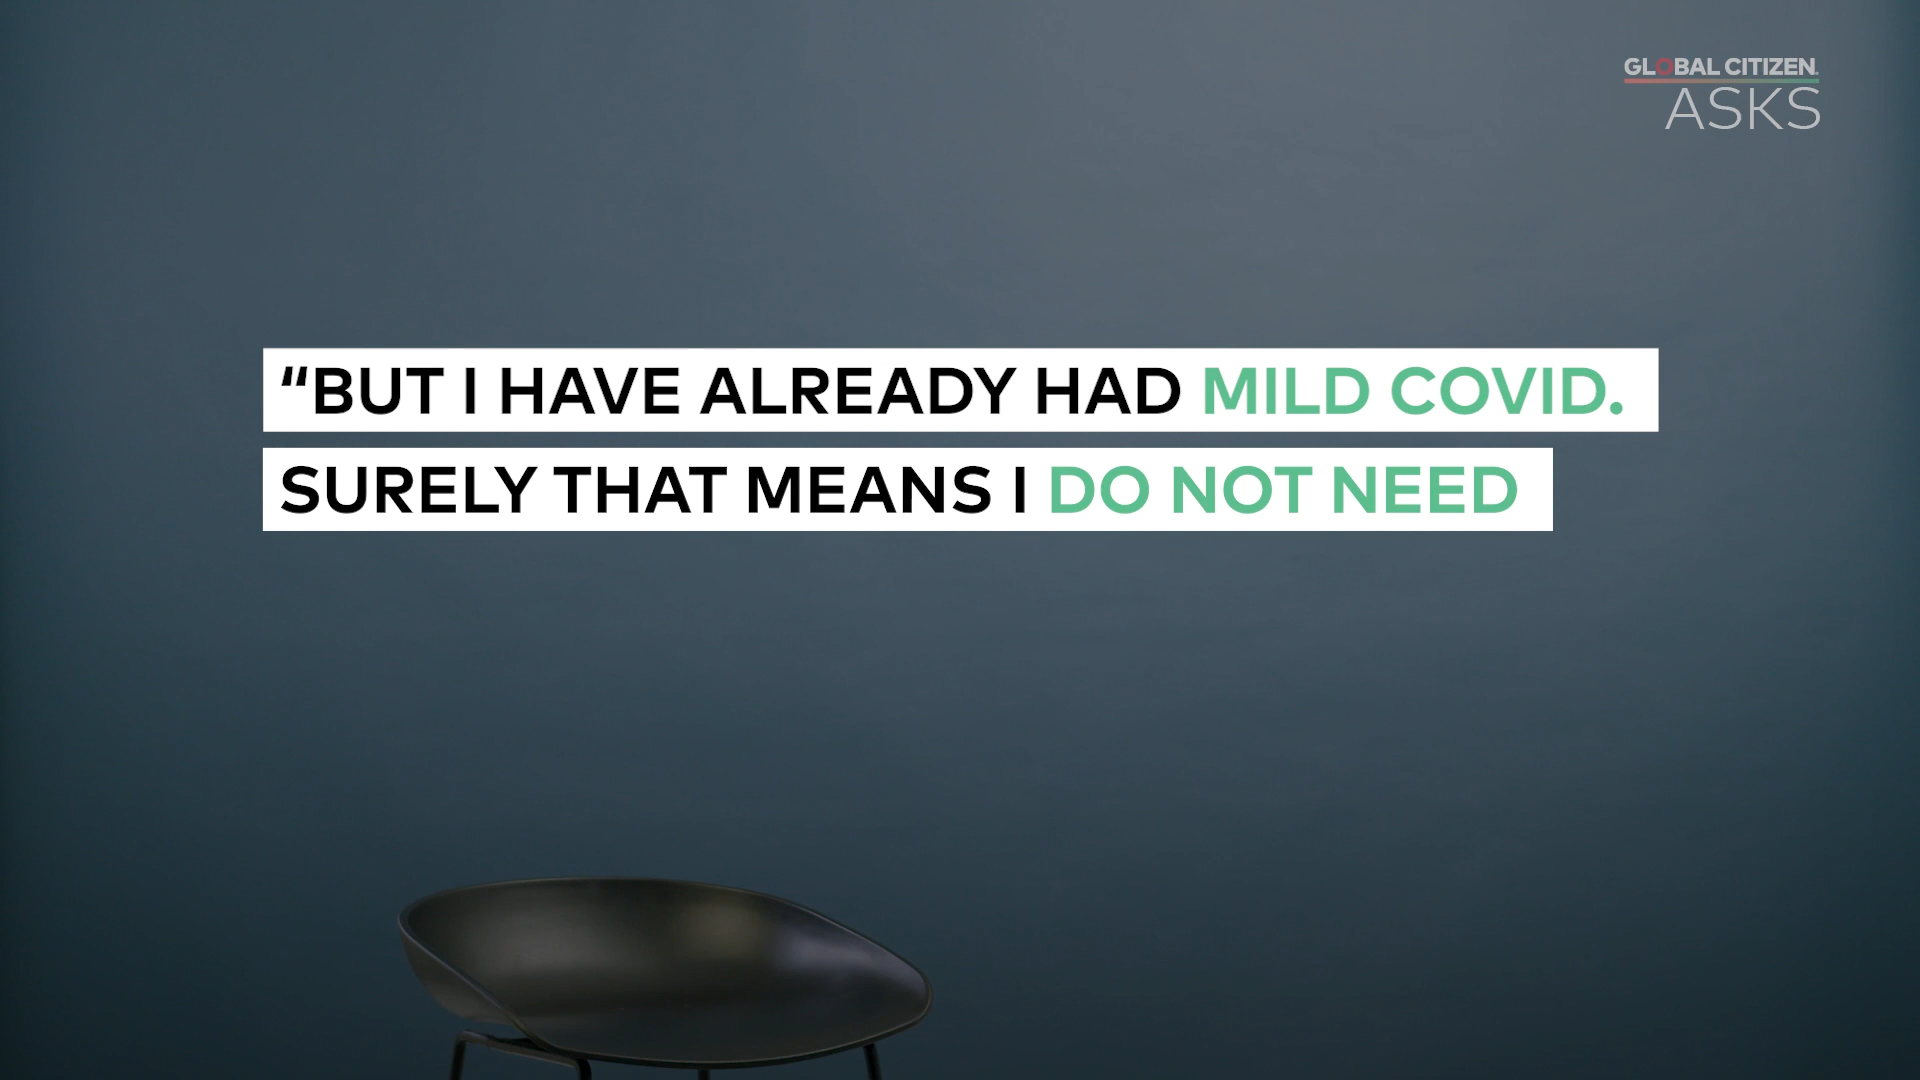 GLOBAL CITIZEN.
ASKS
“BUT I HAVE ALREADY HAD MILD COVID.
SURELY THAT MEANS I DO NOT NEED